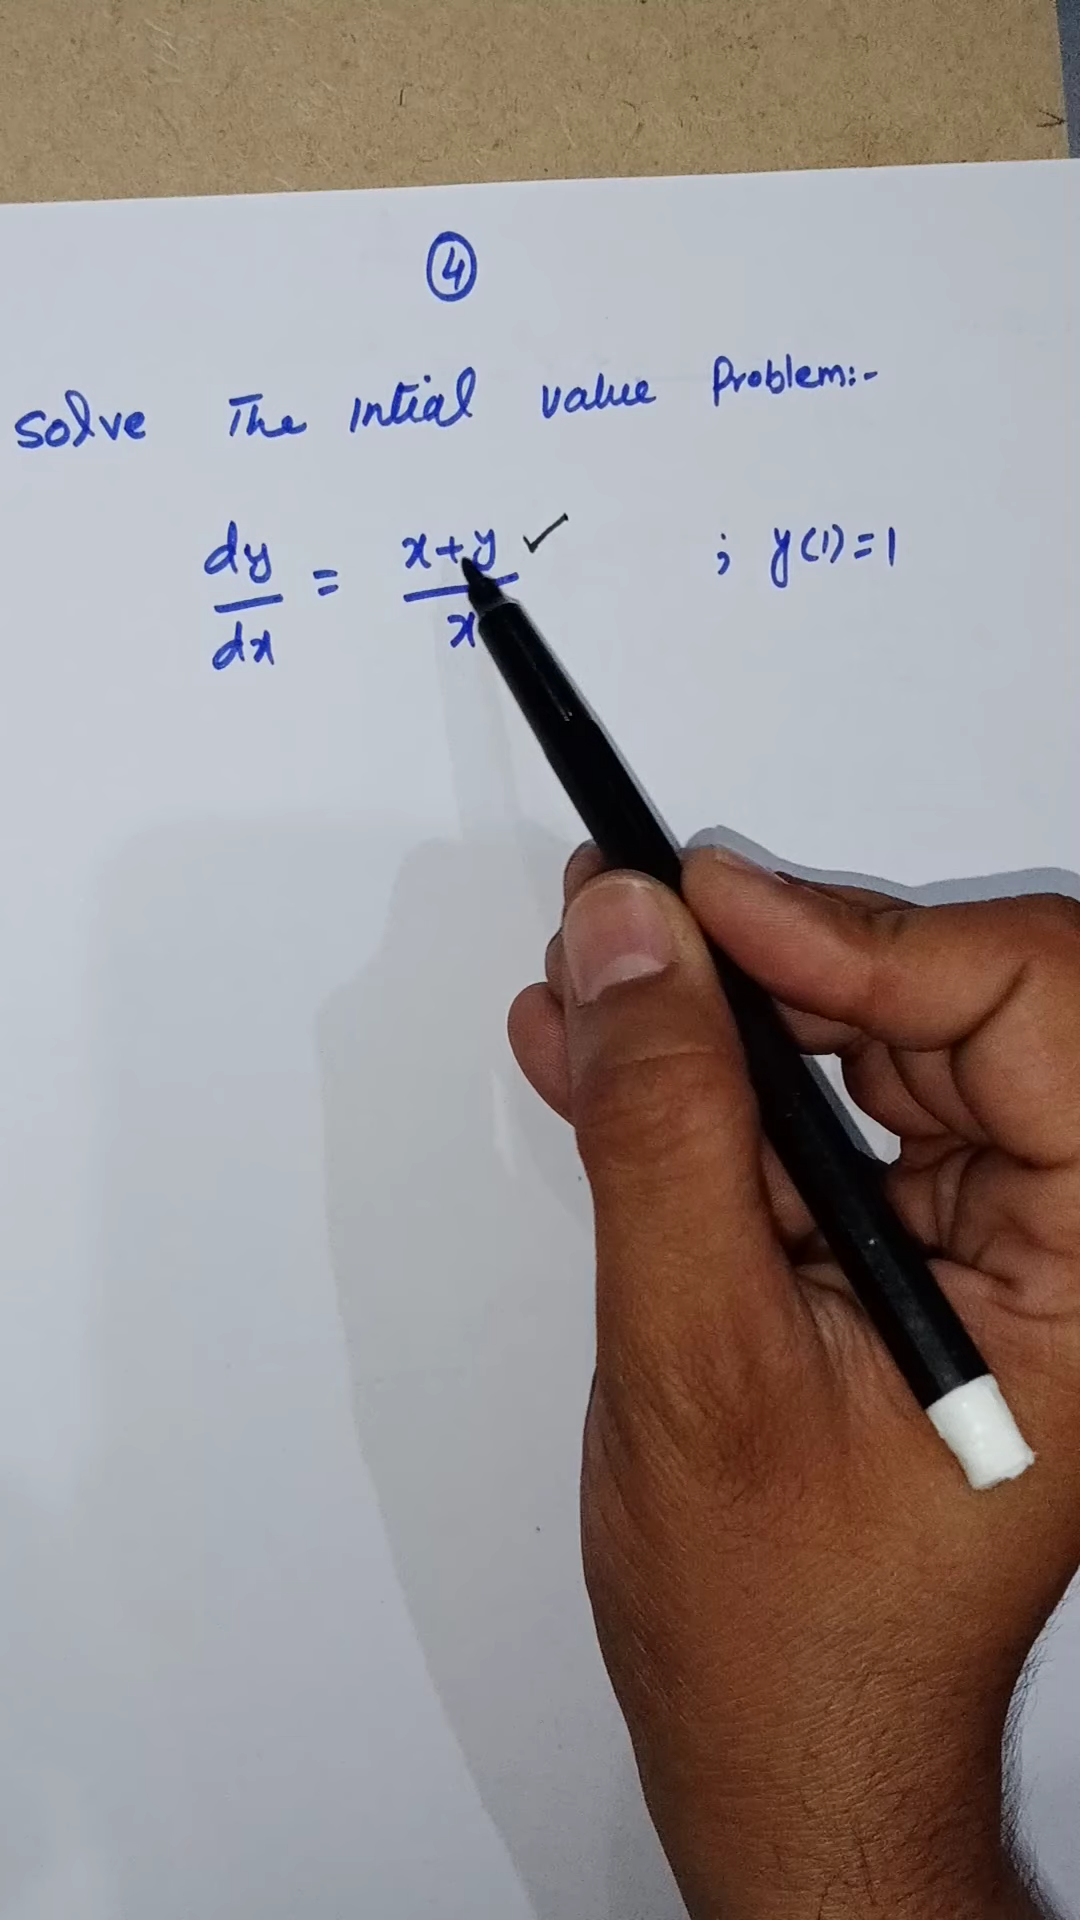 4
Solve The intial value Problem:-
dy/dx = x+y/x ✓ ; y(1)=1